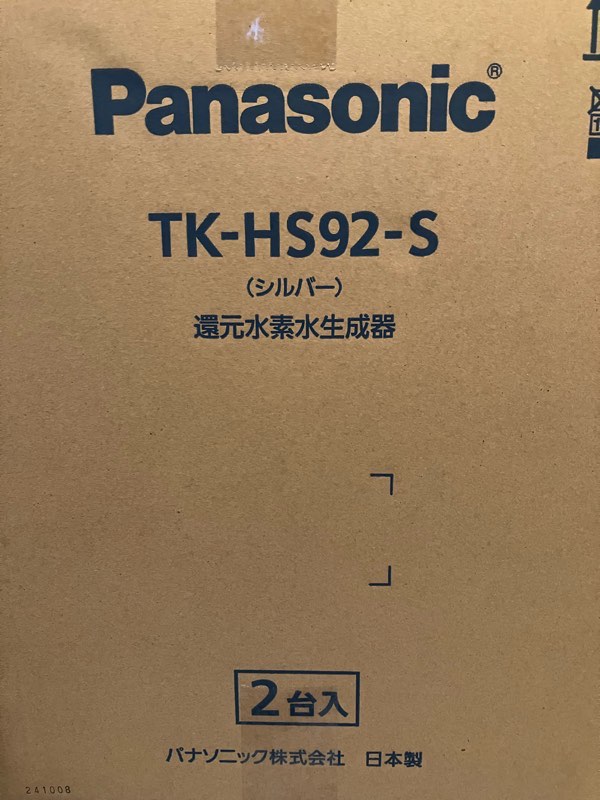 Panasonic®
TK-HS92-S
(シルバー)
還元水素水生成器
2台入
パナソニック株式会社 日本製
241008